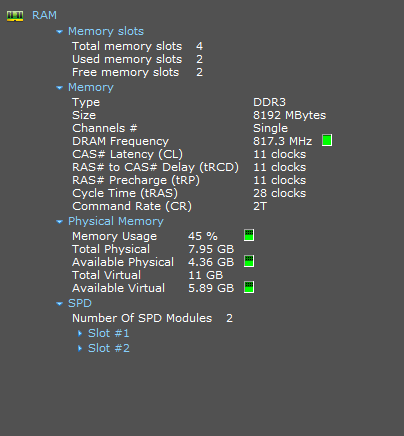 RAM
Memory slots
Total memory slots 4
Used memory slots 2
Free memory slots 2
Memory
Type DDR3
Size 8192 MBytes
Channels # Single
DRAM Frequency 817.3 MHz
CAS# Latency (CL) 11 clocks
RAS# to CAS# Delay (tRCD) 11 clocks
RAS# Precharge (tRP) 11 clocks
Cycle Time (tRAS) 28 clocks
Command Rate (CR) 2T
Physical Memory
Memory Usage 45 %
Total Physical 7.95 GB
Available Physical 4.36 GB
Total Virtual 11 GB
Available Virtual 5.89 GB
SPD
Number Of SPD Modules 2
Slot #1
Slot #2